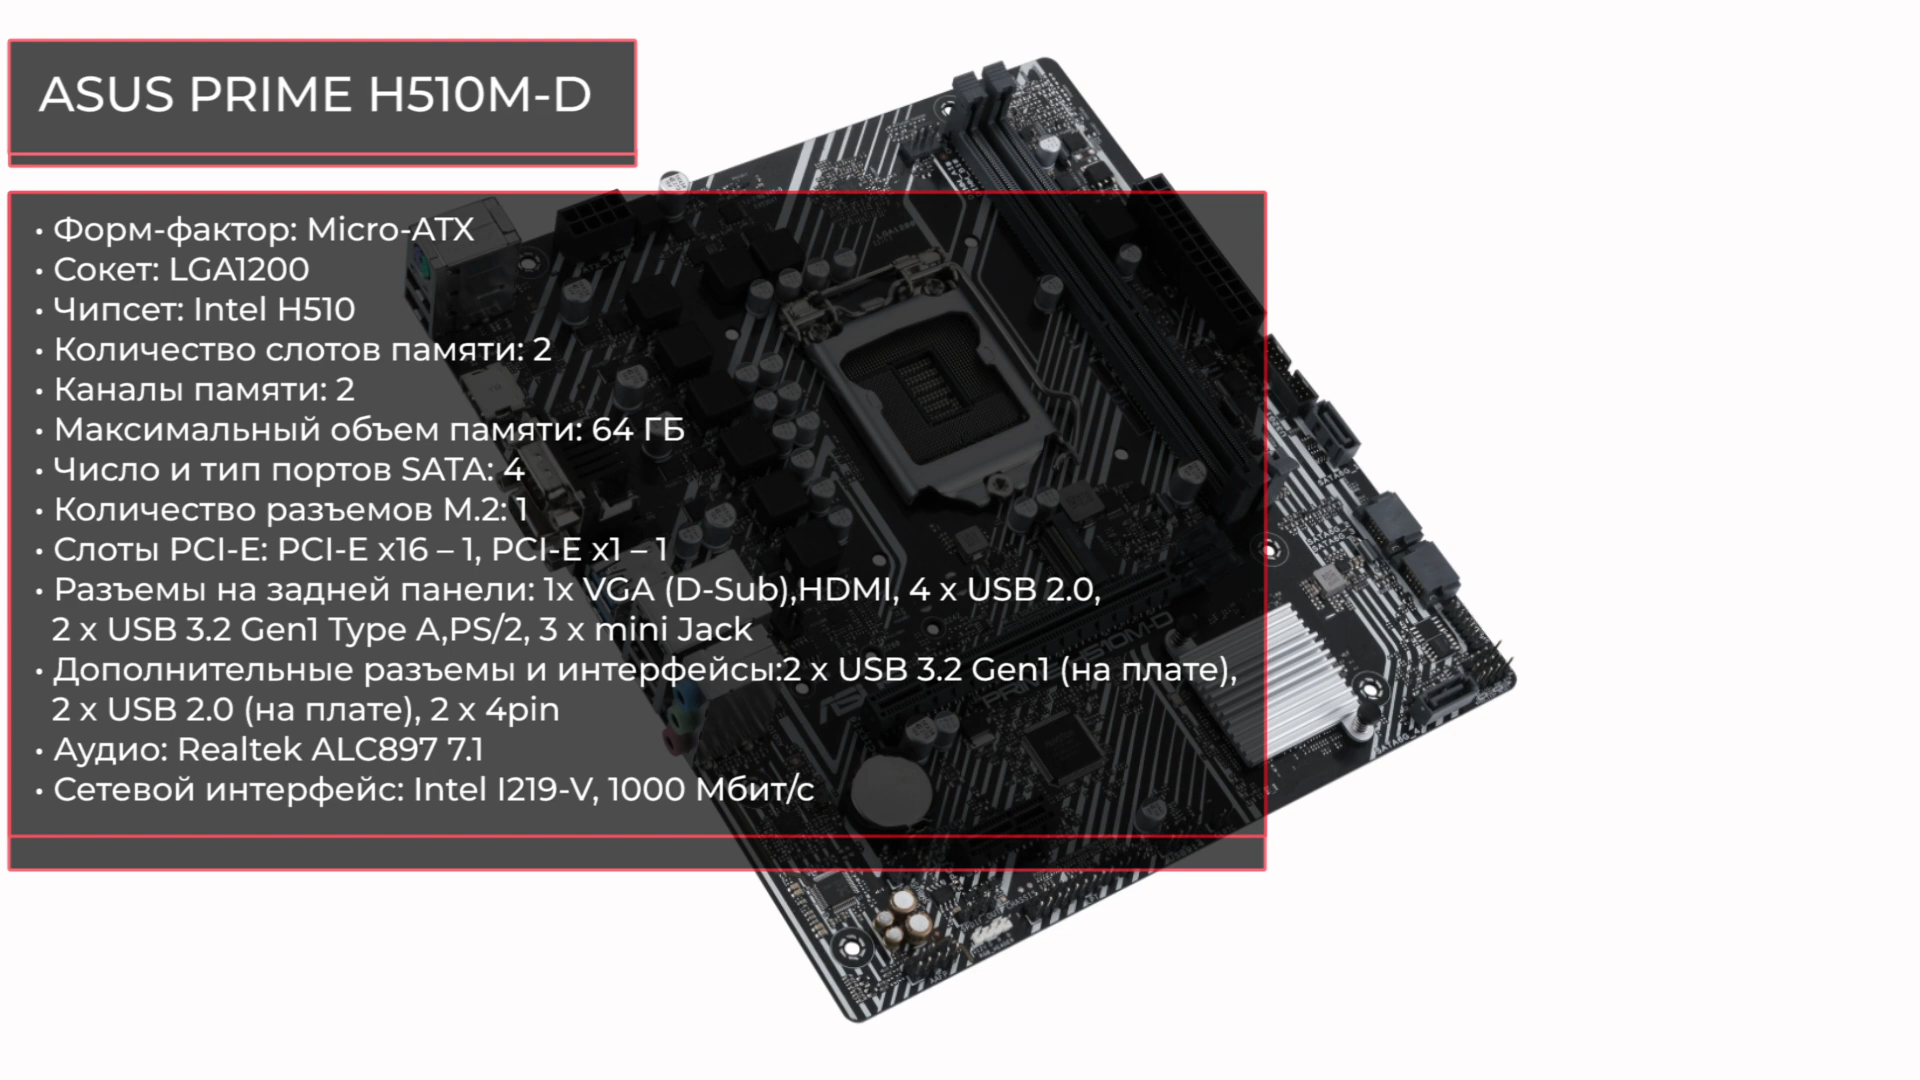 ASUS PRIME H510M-D
• Форм-фактор: Micro-ATX
• Сокет: LGA1200
• Чипсет: Intel H510
• Количество слотов памяти: 2
• Каналы памяти: 2
• Максимальный объем памяти: 64 ГБ
• Число и тип портов SATA: 4
• Количество разъемов M.2: 1
• Слоты PCI-E: PCI-E x16 – 1, PCI-E x1 – 1
• Разъемы на задней панели: 1x VGA (D-Sub),HDMI, 4 x USB 2.0,
2 x USB 3.2 Gen1 Type A,PS/2, 3 x mini Jack
• Дополнительные разъемы и интерфейсы:2 x USB 3.2 Gen1 (на плате),
2 x USB 2.0 (на плате), 2 x 4pin
• Аудио: Realtek ALC897 7.1
• Сетевой интерфейс: Intel I219-V, 1000 Мбит/с